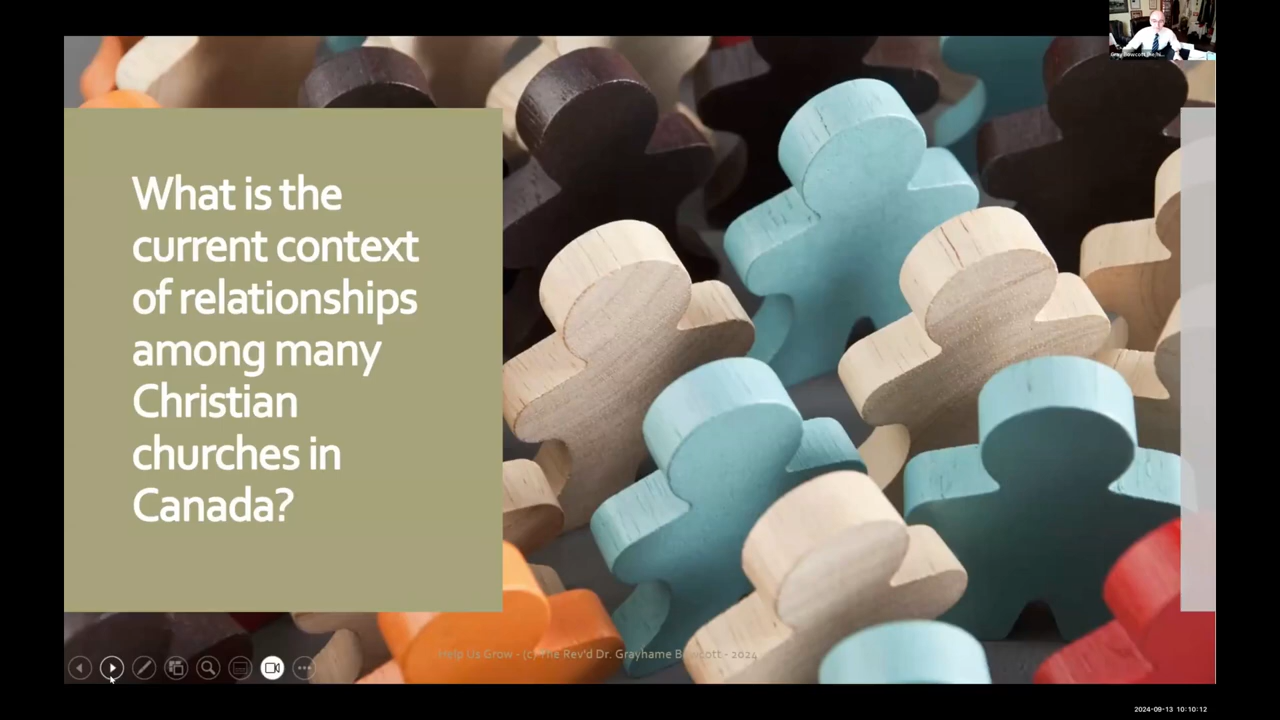 What is the
current context
of relationships
among many
Christian
churches in
Canada?
Help Us Grow - (c) The Rev'd Dr. Grayhame Bowcott - 2024
2024-09-13 10:10:12